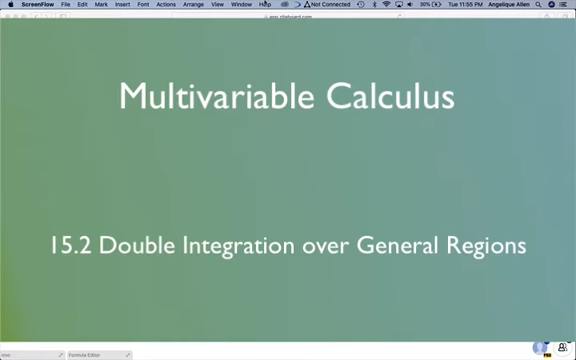 ScreenFlow File Edit Mark Insert Font Actions Arrange View Window Help Not Connected 30% Tue 11:55 PM Angelique Allen
Multivariable Calculus
15.2 Double Integration over General Regions
Formula Editor
PRO